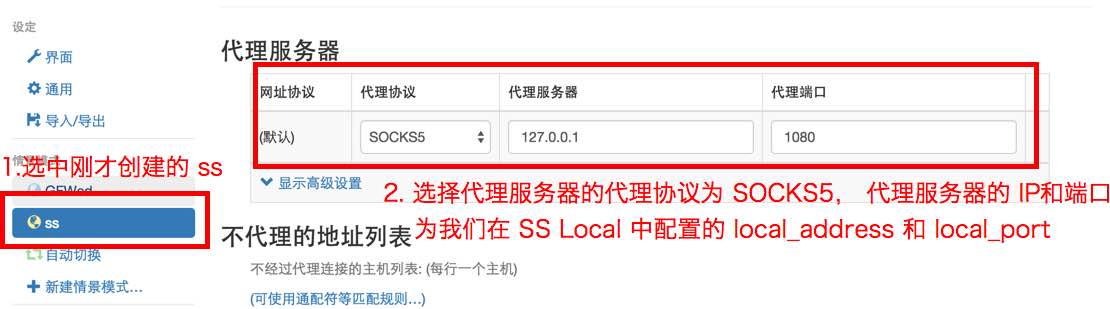 设定
界面
通用
导入/导出
情景模式
1.选中刚才创建的 ss
GFWed
ss
自动切换
新建情景模式…
代理服务器
网址协议 代理协议 代理服务器 代理端口
(默认) SOCKS5 127.0.0.1 1080
显示高级设置
2. 选择代理服务器的代理协议为 SOCKS5， 代理服务器的 IP和端口
为我们在 SS Local 中配置的 local_address 和 local_port
不代理的地址列表
不经过代理连接的主机列表: (每行一个主机)
(可使用通配符等匹配规则…)